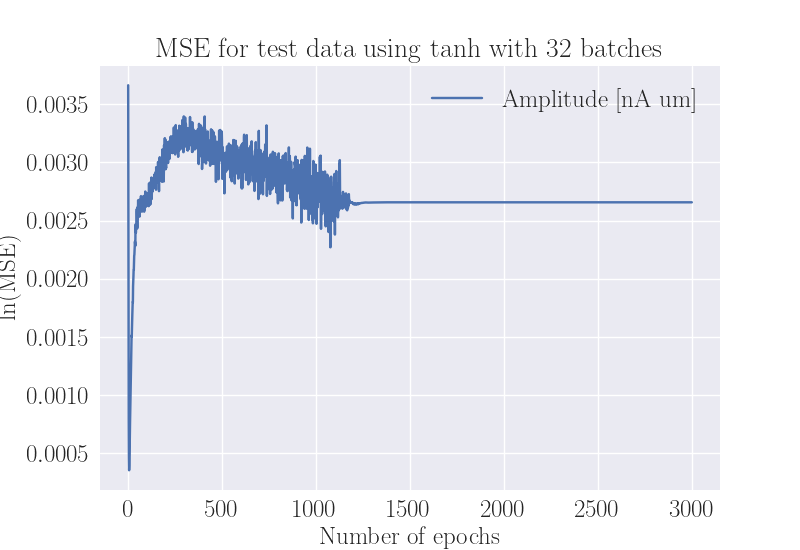 MSE for test data using tanh with 32 batches
Amplitude [nA um]
0.0035
0.0030
0.0025
0.0020
0.0015
0.0010
0.0005
ln(MSE)
0 500 1000 1500 2000 2500 3000
Number of epochs